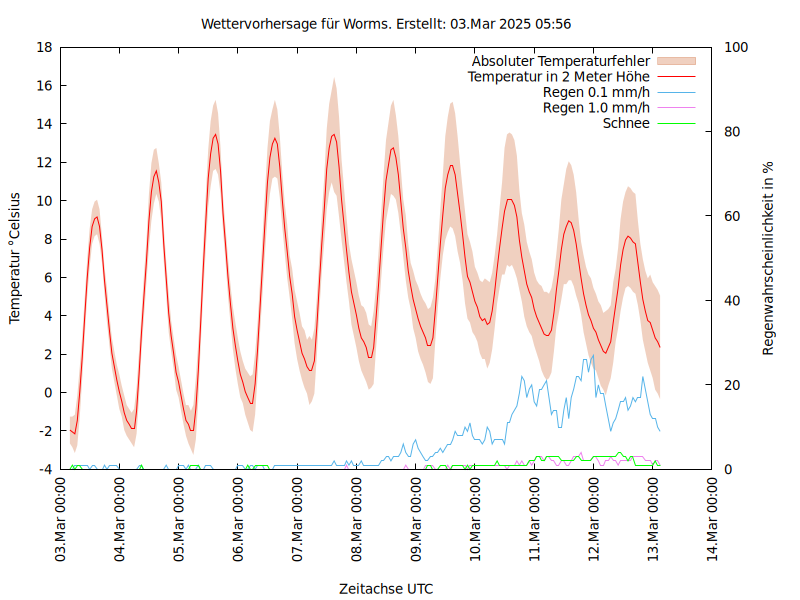 Wettervorhersage für Worms. Erstellt: 03.Mar 2025 05:56
Absoluter Temperaturfehler
Temperatur in 2 Meter Höhe
Regen 0.1 mm/h
Regen 1.0 mm/h
Schnee
Temperatur °Celsius
18
16
14
12
10
8
6
4
2
0
-2
-4
Regenwahrscheinlichkeit in %
100
80
60
40
20
0
03.Mar 00:00
04.Mar 00:00
05.Mar 00:00
06.Mar 00:00
07.Mar 00:00
08.Mar 00:00
09.Mar 00:00
10.Mar 00:00
11.Mar 00:00
12.Mar 00:00
13.Mar 00:00
14.Mar 00:00
Zeitachse UTC